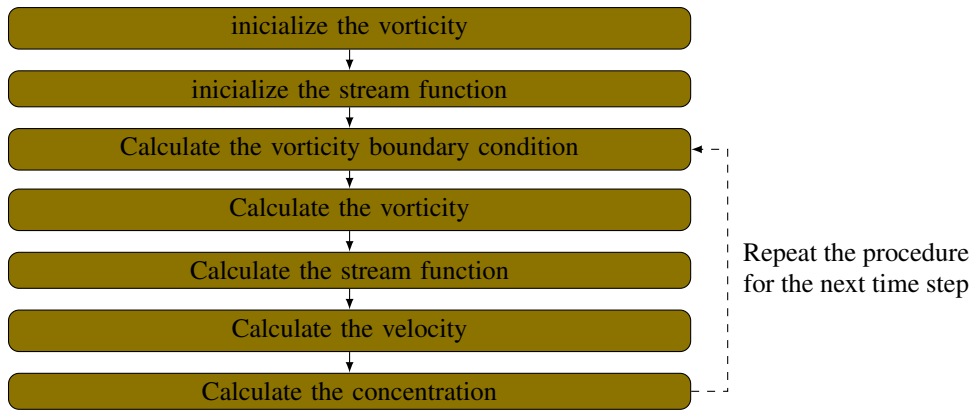 inicialize the vorticity
inicialize the stream function
Calculate the vorticity boundary condition
Calculate the vorticity
Calculate the stream function
Calculate the velocity
Calculate the concentration
Repeat the procedure
for the next time step